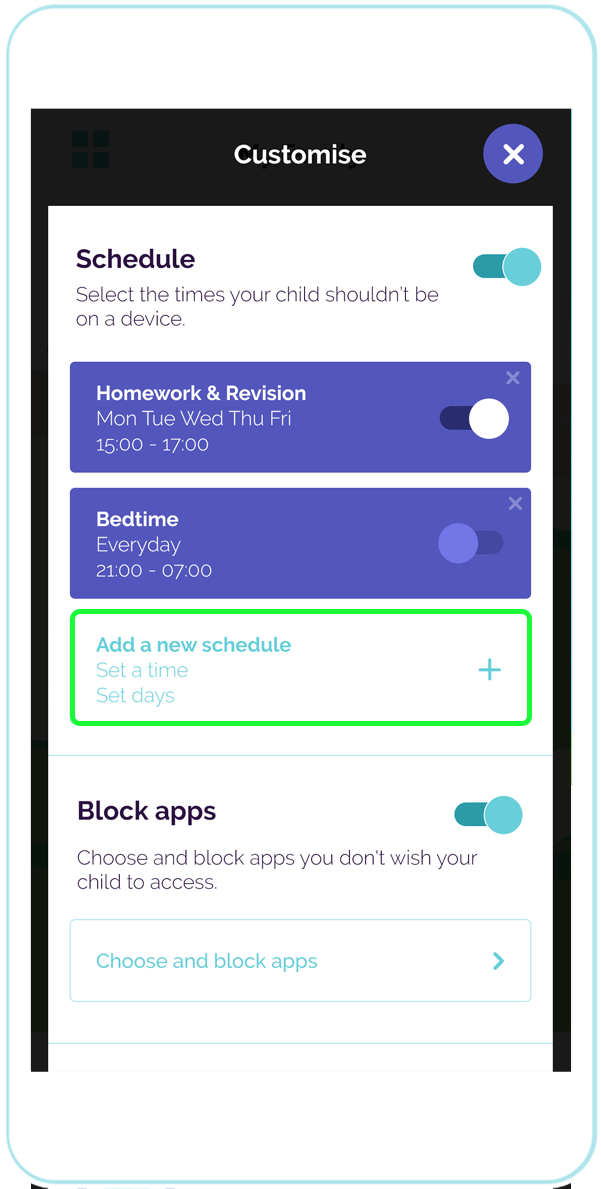 Customise
Schedule
Select the times your child shouldn't be
on a device.
Homework & Revision
Mon Tue Wed Thu Fri
15:00 - 17:00
Bedtime
Everyday
21:00 - 07:00
Add a new schedule
Set a time
Set days
Block apps
Choose and block apps you don't wish your
child to access.
Choose and block apps